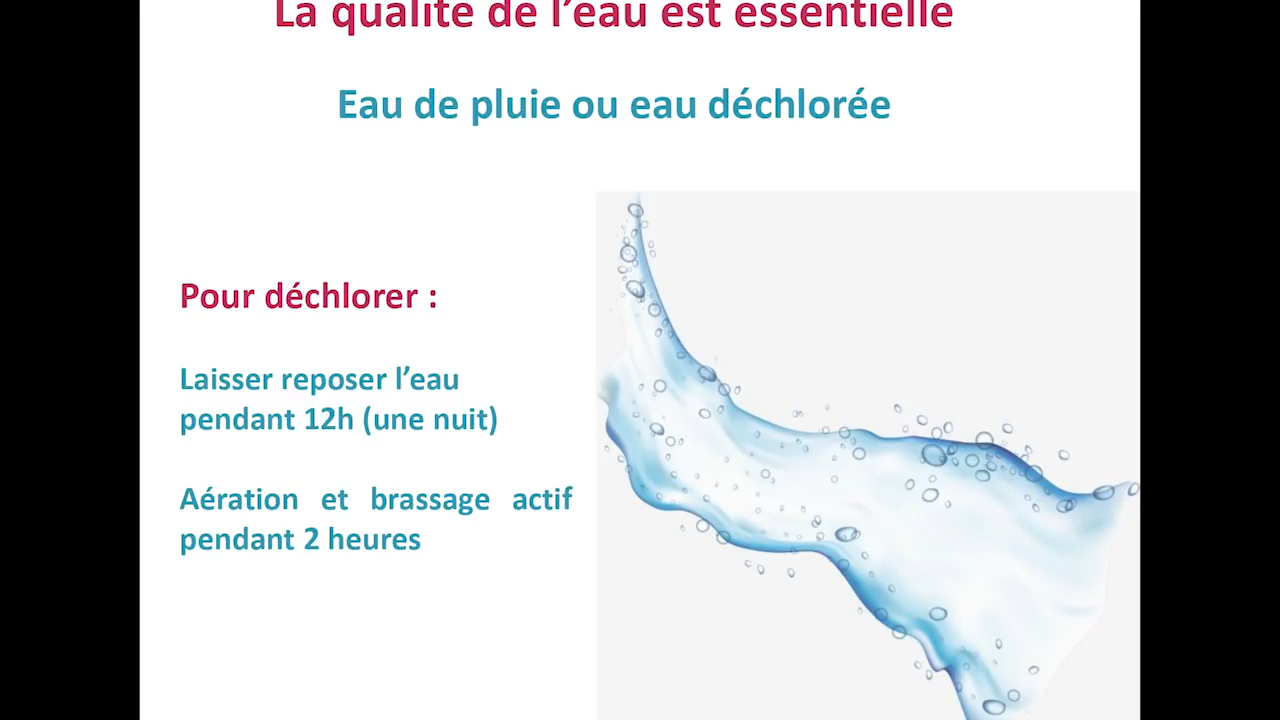 La qualité de l’eau est essentielle
Eau de pluie ou eau déchlorée
Pour déchlorer :
Laisser reposer l’eau
pendant 12h (une nuit)
Aération et brassage actif
pendant 2 heures